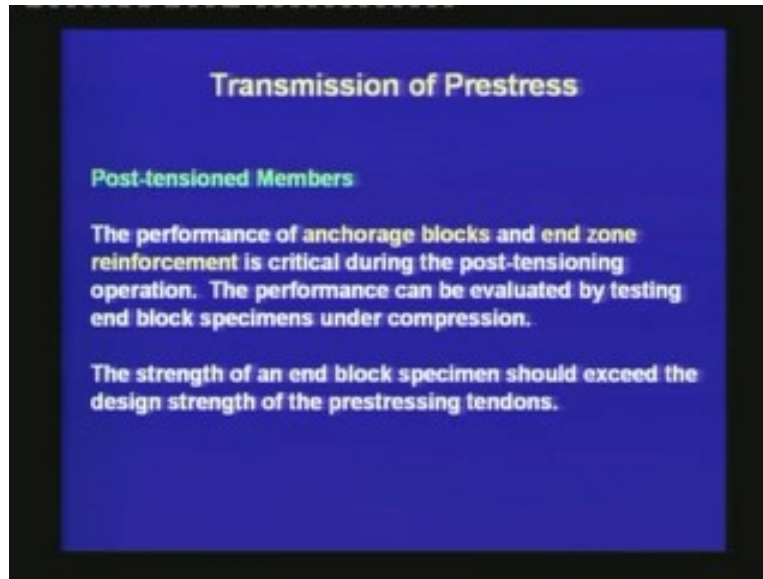 Transmission of Prestress
Post-tensioned Members
The performance of anchorage blocks and end zone
reinforcement is critical during the post-tensioning
operation. The performance can be evaluated by testing
end block specimens under compression.
The strength of an end block specimen should exceed the
design strength of the prestressing tendons.